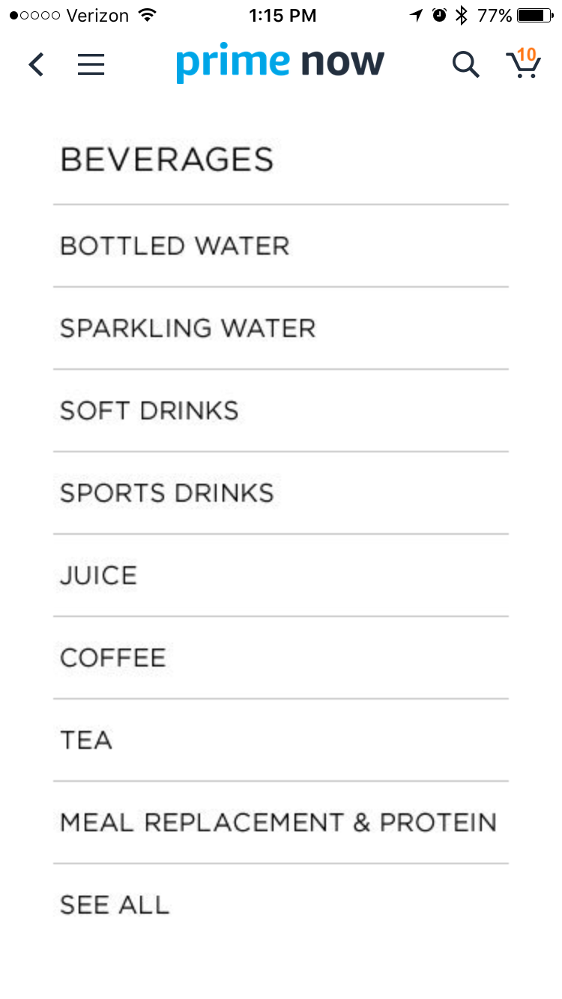 Verizon 1:15 PM 77%
prime now 10
BEVERAGES
BOTTLED WATER
SPARKLING WATER
SOFT DRINKS
SPORTS DRINKS
JUICE
COFFEE
TEA
MEAL REPLACEMENT & PROTEIN
SEE ALL